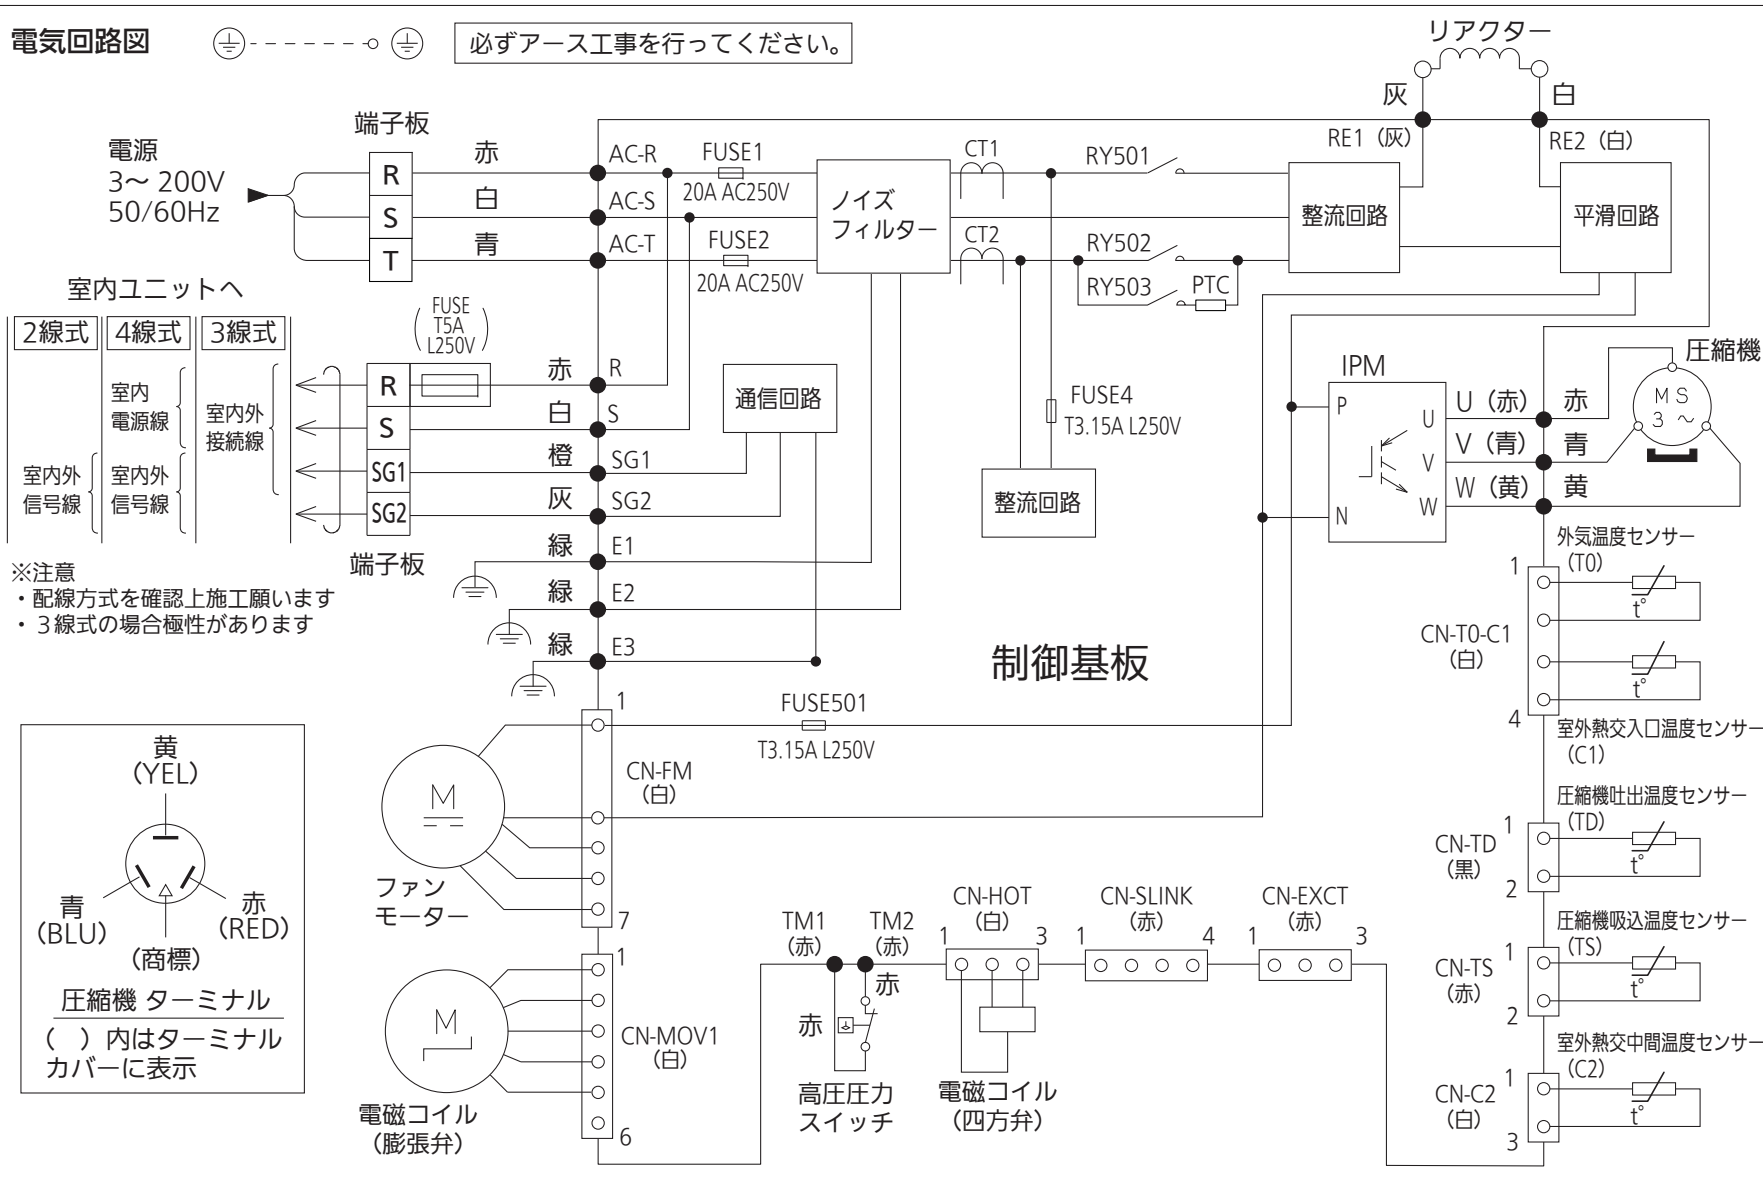 電気回路図
必ずアース工事を行ってください。
リアクター
灰
白
RE1（灰）
RE2（白）
端子板
電源
3～ 200V
50/60Hz
R
S
T
赤
白
青
AC-R
AC-S
AC-T
FUSE1
20A AC250V
FUSE2
20A AC250V
ノイズ
フィルター
CT1
CT2
RY501
RY502
RY503
PTC
整流回路
平滑回路
室内ユニットへ
2線式
4線式
3線式
室内
電源線
室内外
接続線
室内外
信号線
室内外
信号線
FUSE
T5A
L250V
R
S
SG1
SG2
端子板
赤
白
橙
灰
緑
緑
緑
R
S
SG1
SG2
E1
E2
E3
通信回路
FUSE4
T3.15A L250V
整流回路
IPM
P
N
U
V
W
U（赤）
V（青）
W（黄）
赤
青
黄
圧縮機
M S
3 ～
※注意
・配線方式を確認上施工願います
・３線式の場合極性があります
制御基板
外気温度センサー
（T0）
1
t°
CN-T0-C1
（白）
t°
4
室外熱交入口温度センサー
（C1）
圧縮機吐出温度センサー
（TD）
1
CN-TD
（黒）
t°
2
圧縮機吸込温度センサー
（TS）
1
CN-TS
（赤）
t°
2
室外熱交中間温度センサー
（C2）
1
CN-C2
（白）
t°
3
1
FUSE501
T3.15A L250V
CN-FM
（白）
M
ファン
モーター
7
1
M
CN-MOV1
（白）
電磁コイル
（膨張弁）
6
黄
（YEL）
青
（BLU）
赤
（RED）
（商標）
圧縮機 ターミナル
（　）内はターミナル
カバーに表示
TM1
（赤）
TM2
（赤）
赤
赤
高圧圧力
スイッチ
CN-HOT
（白）
1
3
電磁コイル
（四方弁）
CN-SLINK
（赤）
1
4
CN-EXCT
（赤）
1
3